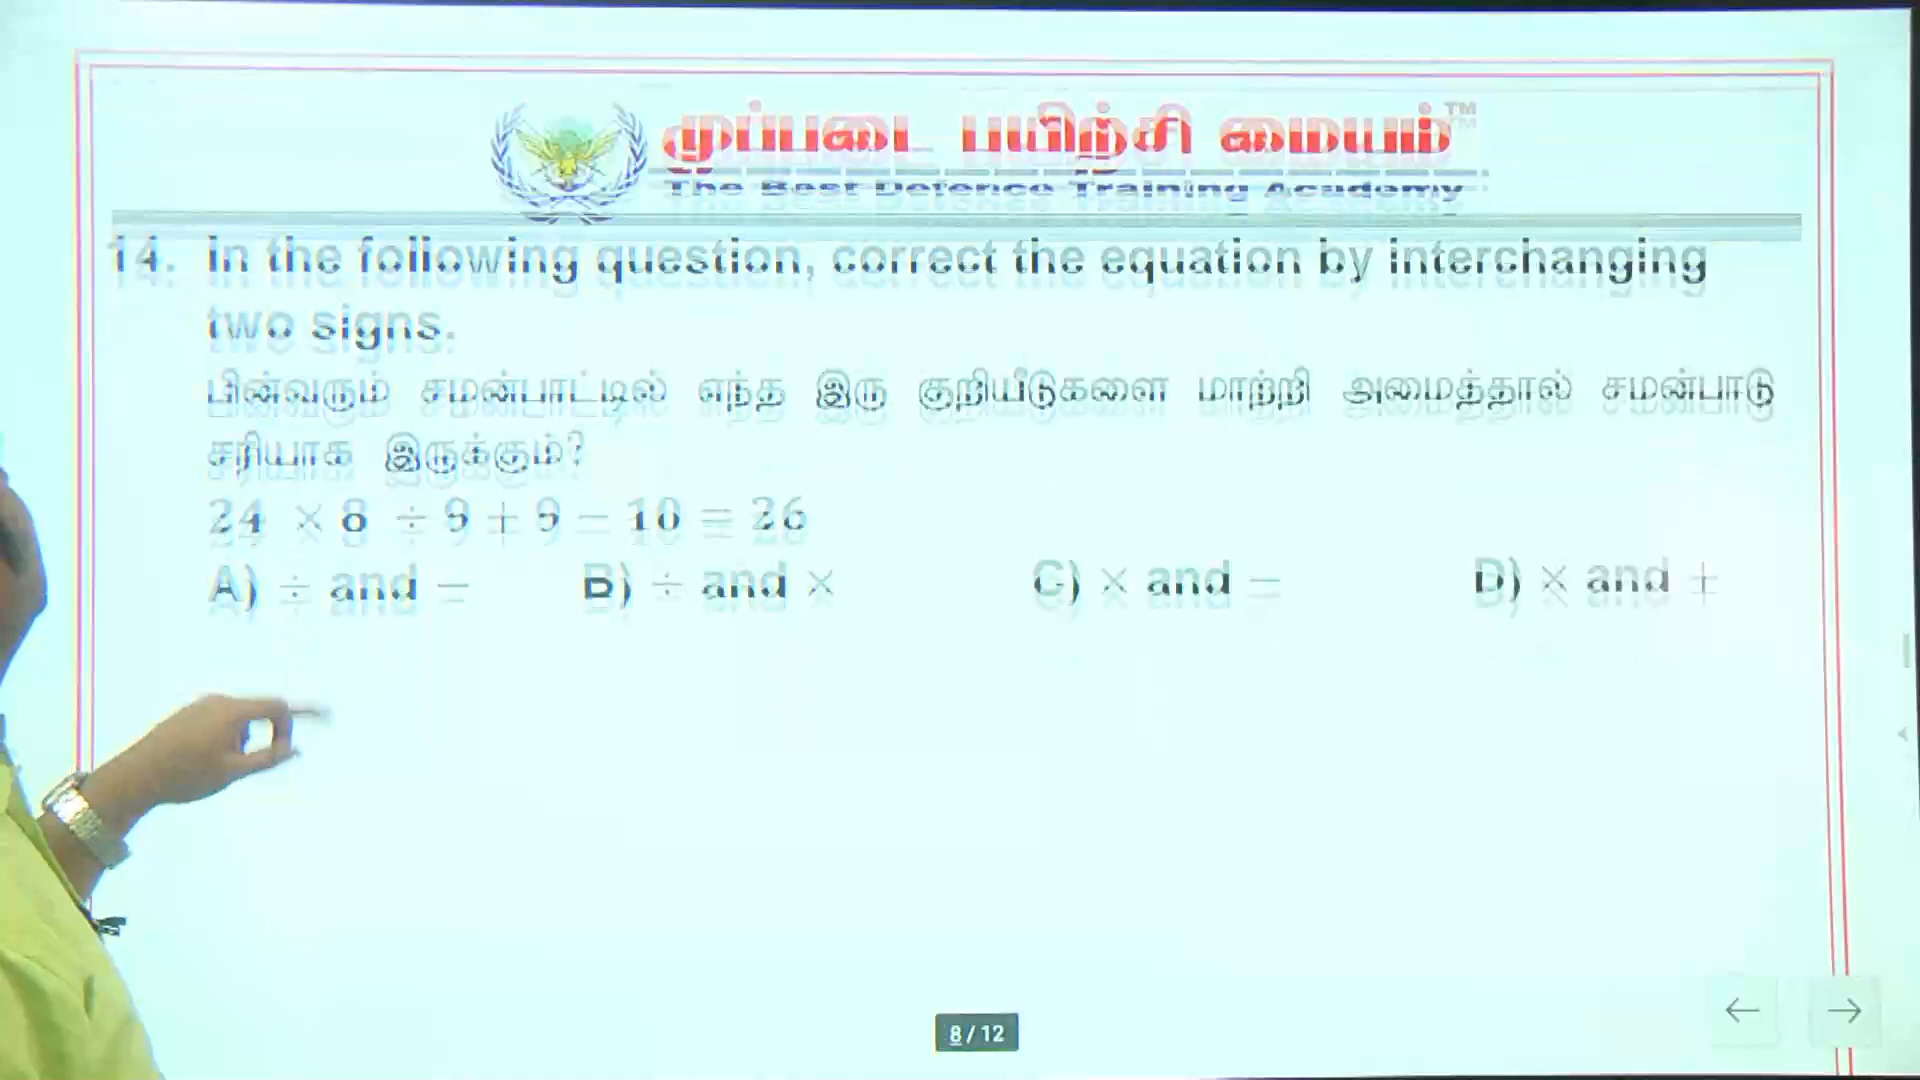 முப்படை பயிற்சி மையம்™
The Best Defence Training Academy
14. In the following question, correct the equation by interchanging
two signs.
பின்வரும் சமன்பாட்டில் எந்த இரு குறியீடுகளை மாற்றி அமைத்தால் சமன்பாடு
சரியாக இருக்கும்?
24 × 8 ÷ 9 + 9 − 10 = 26
A) ÷ and = B) ÷ and × C) × and = D) × and +
8 / 12